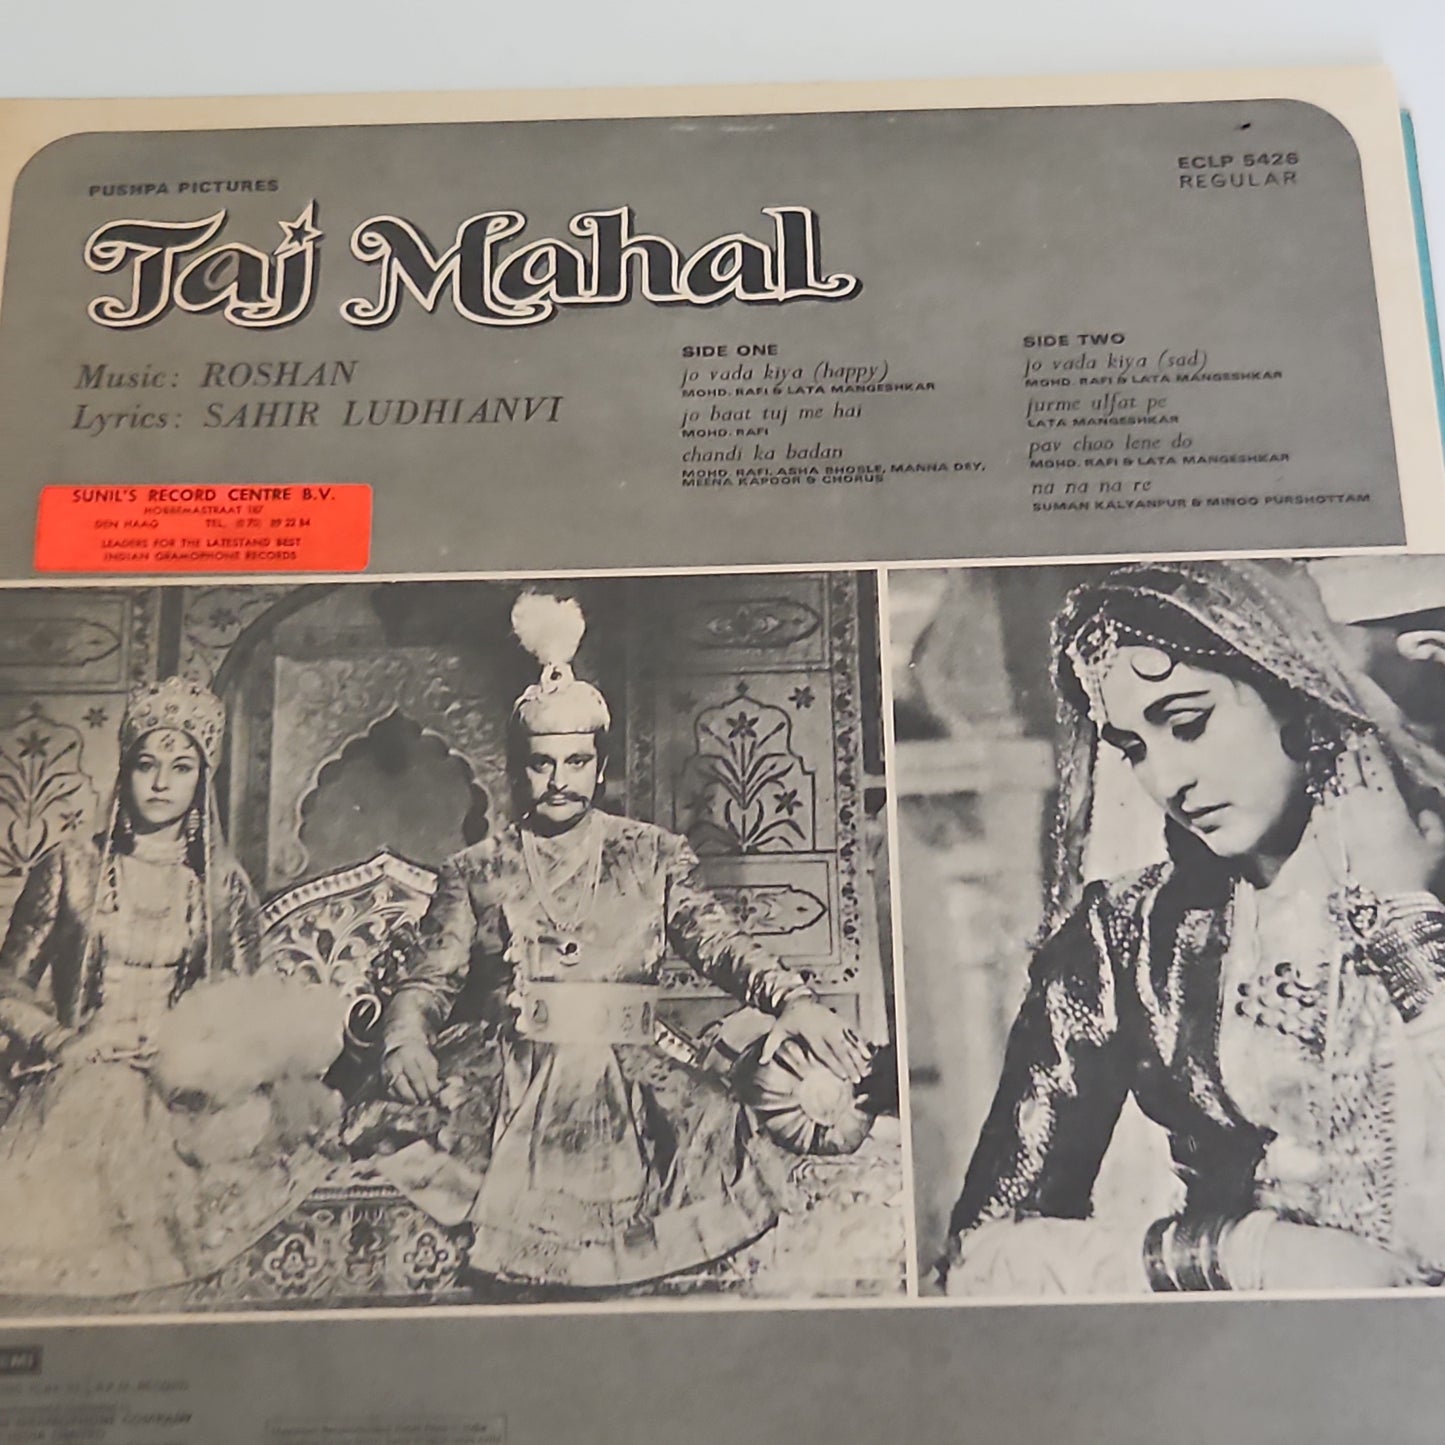 PUSHPA PICTURES
Taj Mahal
ECLP 5426
REGULAR
Music: ROSHAN
Lyrics: SAHIR LUDHIANVI
SIDE ONE
jo vada kiya (happy)
MOHD. RAFI & LATA MANGESHKAR
jo baat tuj me hai
MOHD. RAFI
chandi ka badan
MOHD. RAFI, ASHA BHOSLE, MANNA DEY,
MEENA KAPOOR & CHORUS
SIDE TWO
jo vada kiya (sad)
MOHD. RAFI & LATA MANGESHKAR
jurme ulfat pe
LATA MANGESHKAR
pav choo lene do
MOHD. RAFI & LATA MANGESHKAR
na na na re
SUMAN KALYANPUR & MINOO PURSHOTTAM
SUNIL'S RECORD CENTRE B.V.
HOBBEMASTRAAT 187
DEN HAAG TEL. (070) 89 22 84
LEADERS FOR THE LATESTAND BEST
INDIAN GRAMOPHONE RECORDS
EMI
GRAMOPHONE COMPANY